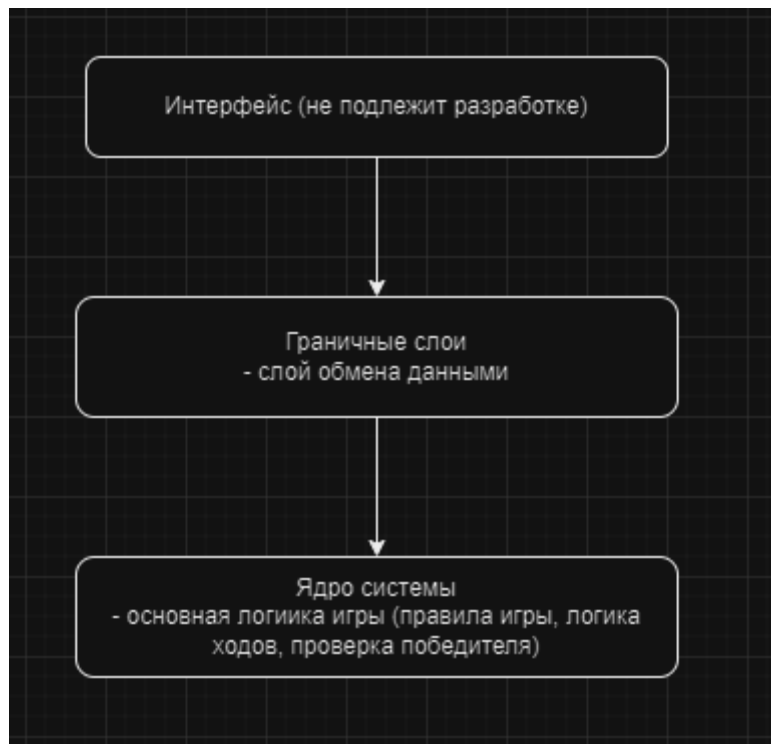 Интерфейс (не подлежит разработке)
Граничные слои
- слой обмена данными
Ядро системы
- основная логиика игры (правила игры, логика
ходов, проверка победителя)